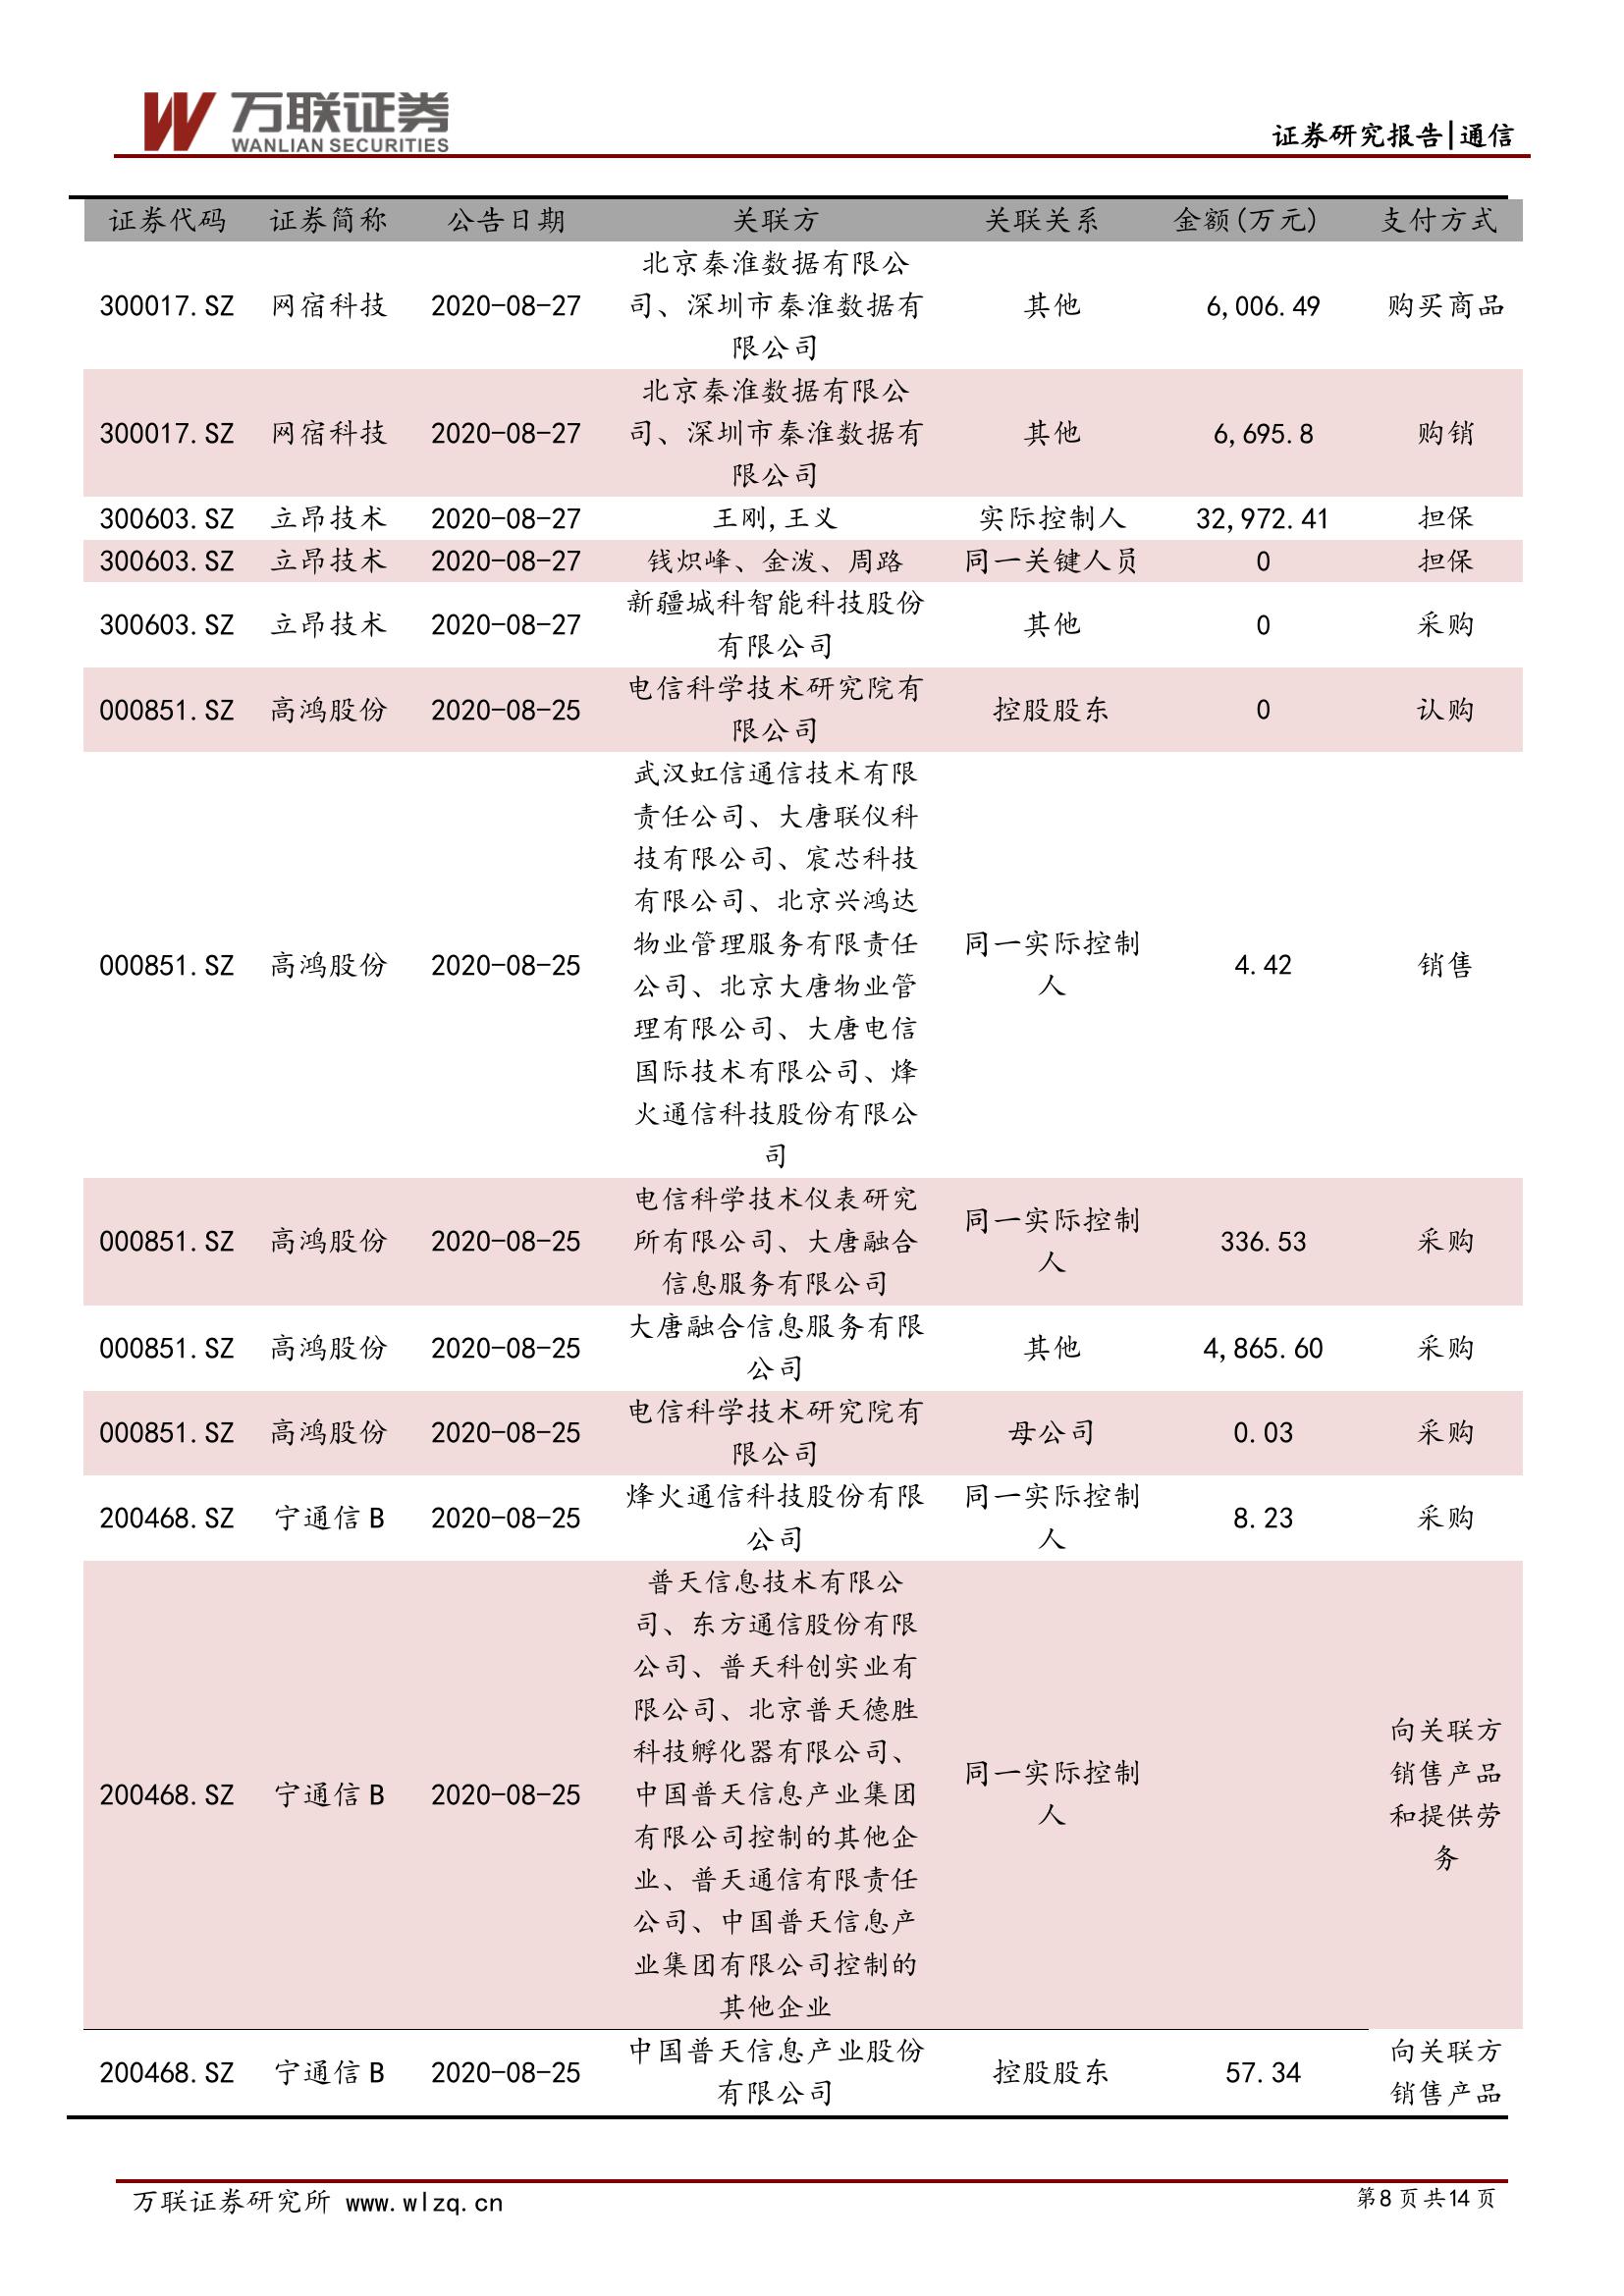 万联证券
WANLIAN SECURITIES
证券研究报告|通信
证券代码 证券简称 公告日期 关联方 关联关系 金额(万元) 支付方式
北京秦淮数据有限公
300017.SZ 网宿科技 2020-08-27 司、深圳市秦淮数据有 其他 6,006.49 购买商品
限公司
北京秦淮数据有限公
300017.SZ 网宿科技 2020-08-27 司、深圳市秦淮数据有 其他 6,695.8 购销
限公司
300603.SZ 立昂技术 2020-08-27 王刚,王义 实际控制人 32,972.41 担保
300603.SZ 立昂技术 2020-08-27 钱炽峰、金泼、周路 同一关键人员 0 担保
新疆城科智能科技股份
300603.SZ 立昂技术 2020-08-27 其他 0 采购
有限公司
电信科学技术研究院有
000851.SZ 高鸿股份 2020-08-25 控股股东 0 认购
限公司
武汉虹信通信技术有限
责任公司、大唐联仪科
技有限公司、宸芯科技
有限公司、北京兴鸿达
物业管理服务有限责任 同一实际控制
000851.SZ 高鸿股份 2020-08-25 4.42 销售
公司、北京大唐物业管 人
理有限公司、大唐电信
国际技术有限公司、烽
火通信科技股份有限公
司
电信科学技术仪表研究
同一实际控制
000851.SZ 高鸿股份 2020-08-25 所有限公司、大唐融合 336.53 采购
人
信息服务有限公司
大唐融合信息服务有限
000851.SZ 高鸿股份 2020-08-25 其他 4,865.60 采购
公司
电信科学技术研究院有
000851.SZ 高鸿股份 2020-08-25 母公司 0.03 采购
限公司
烽火通信科技股份有限 同一实际控制
200468.SZ 宁通信B 2020-08-25 8.23 采购
公司 人
普天信息技术有限公
司、东方通信股份有限
公司、普天科创实业有
限公司、北京普天德胜 向关联方
科技孵化器有限公司、 同一实际控制 销售产品
200468.SZ 宁通信B 2020-08-25 中国普天信息产业集团 人 和提供劳
有限公司控制的其他企 务
业、普天通信有限责任
公司、中国普天信息产
业集团有限公司控制的
其他企业
中国普天信息产业股份 向关联方
200468.SZ 宁通信B 2020-08-25 控股股东 57.34
有限公司 销售产品
万联证券研究所 www.wlzq.cn 第8页共14页